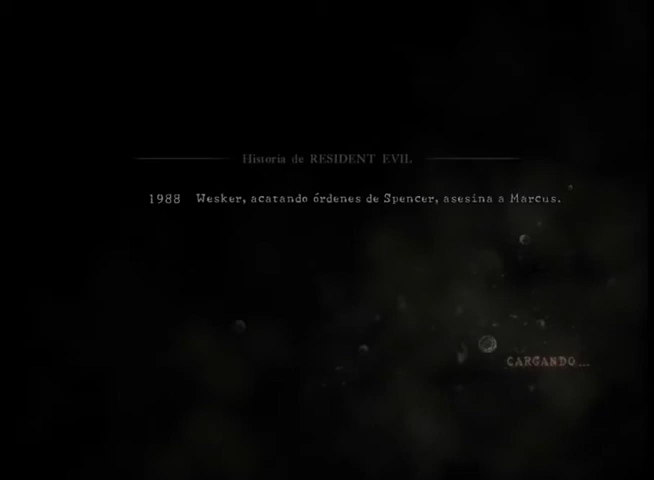 Historia de RESIDENT EVIL
1988 Wesker, acatando órdenes de Spencer, asesina a Marcus.
CARGANDO...